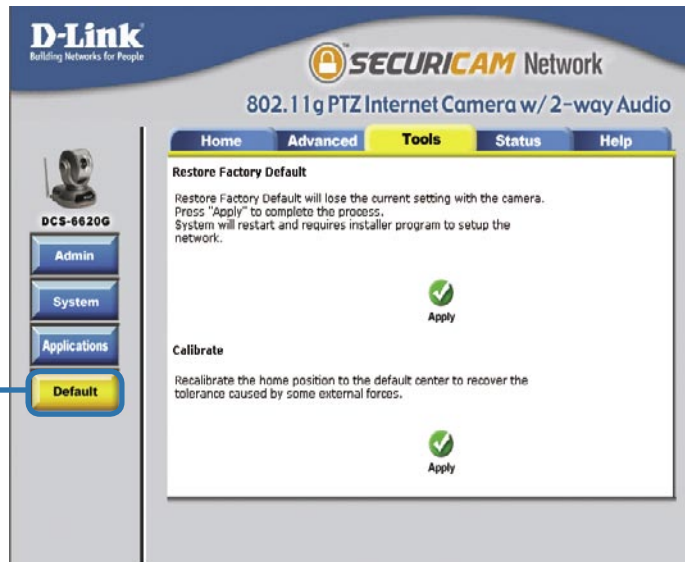 D-Link
Building Networks for People
SECURICAM Network
802.11g PTZ Internet Camera w/ 2-way Audio
Home Advanced Tools Status Help
DCS-6620G
Admin
System
Applications
Default
Restore Factory Default
Restore Factory Default will lose the current setting with the camera.
Press "Apply" to complete the process.
System will restart and requires installer program to setup the
network.
Apply
Calibrate
Recalibrate the home position to the default center to recover the
tolerance caused by some external forces.
Apply